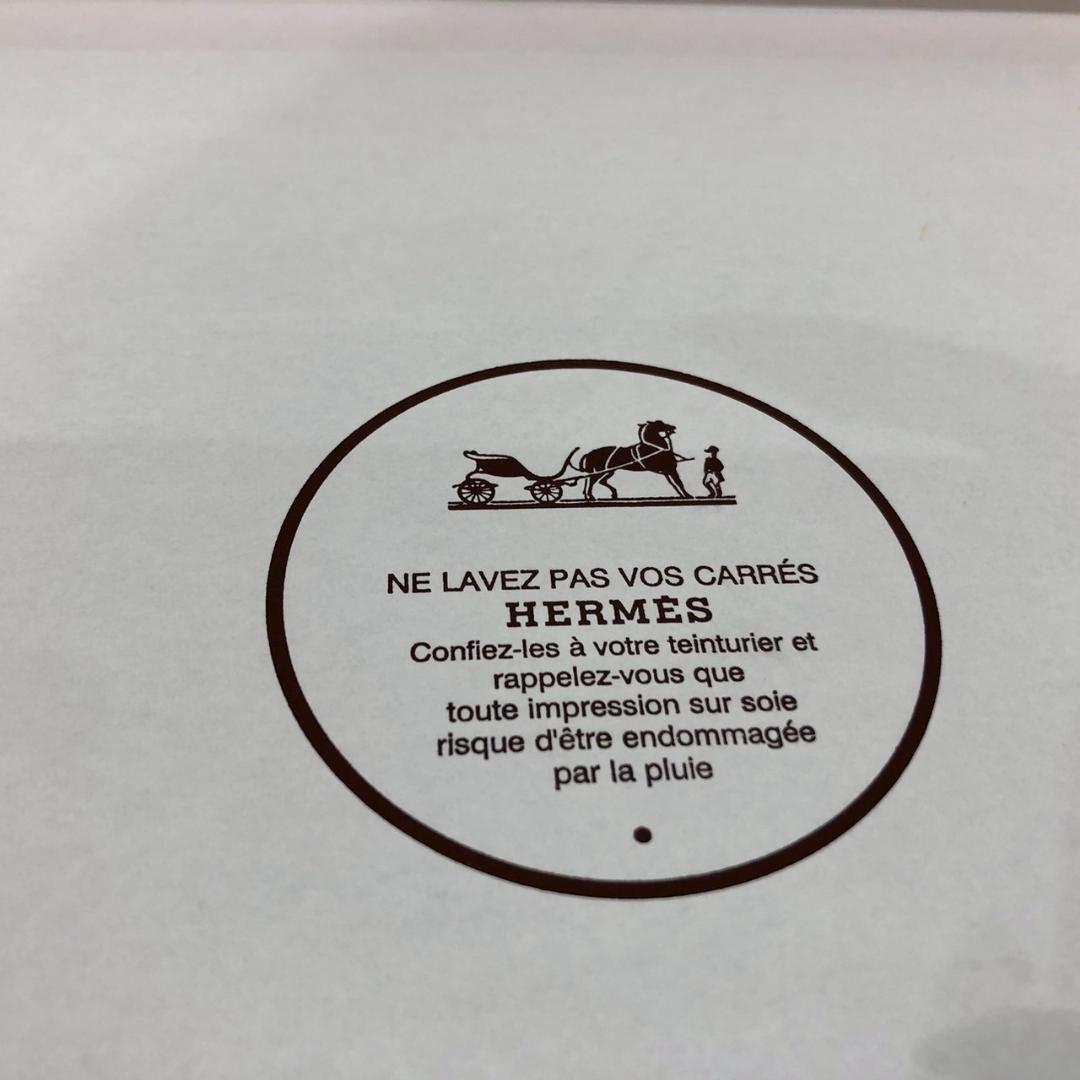 NE LAVEZ PAS VOS CARRÉS
HERMÈS
Confiez-les à votre teinturier et
rappelez-vous que
toute impression sur soie
risque d'être endommagée
par la pluie